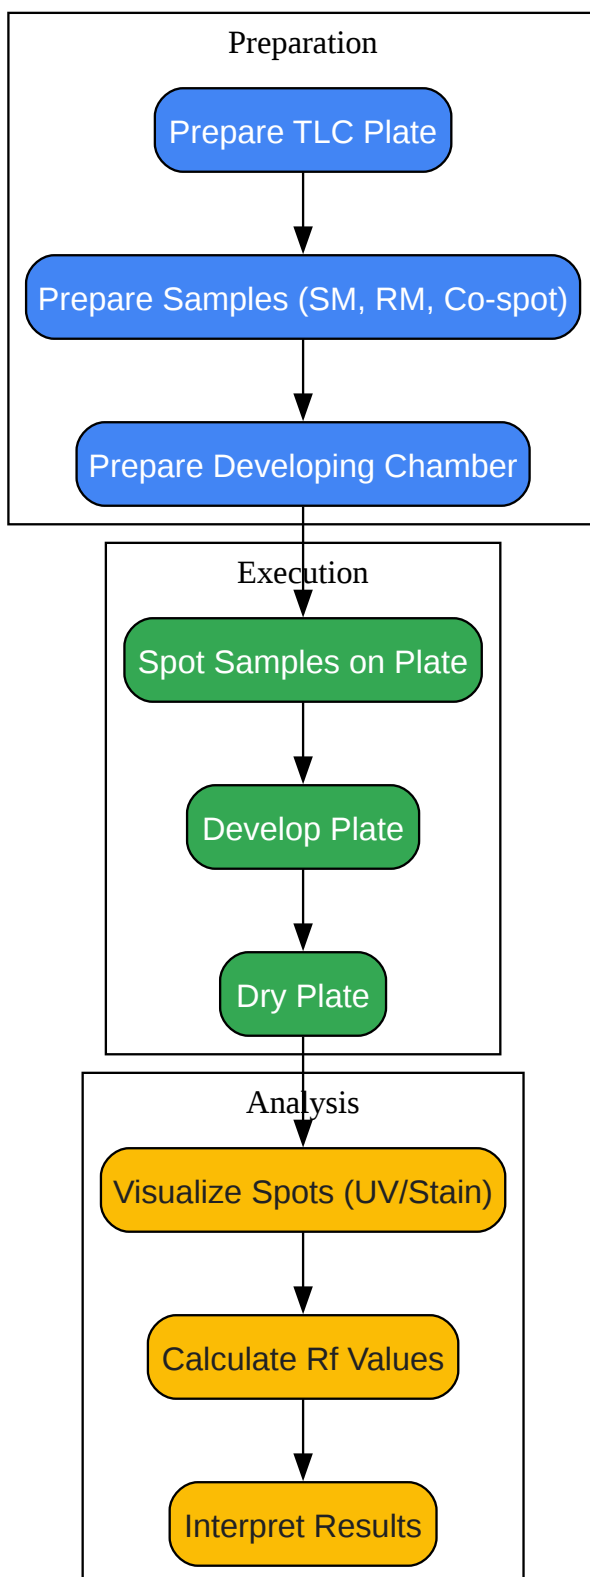 Preparation
Prepare TLC Plate
Prepare Samples (SM, RM, Co-spot)
Prepare Developing Chamber
Execution
Spot Samples on Plate
Develop Plate
Dry Plate
Analysis
Visualize Spots (UV/Stain)
Calculate Rf Values
Interpret Results